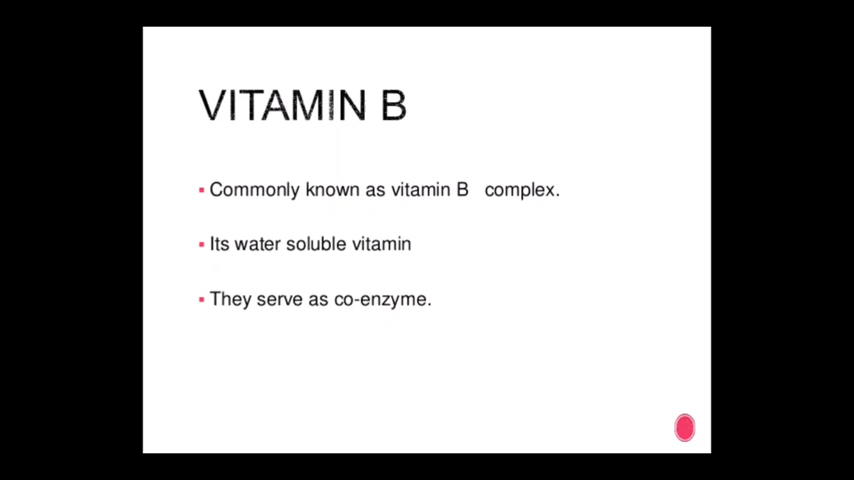 VITAMIN B
▪ Commonly known as vitamin B complex.
▪ Its water soluble vitamin
▪ They serve as co-enzyme.